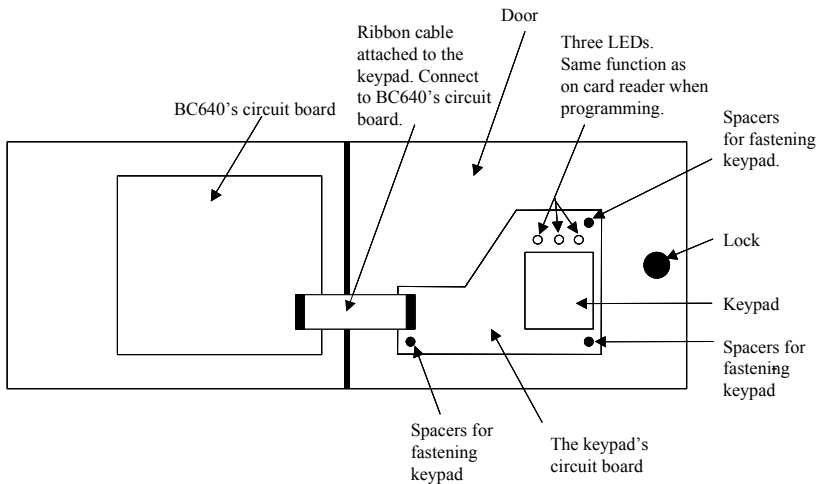 Door
Ribbon cable
attached to the
keypad. Connect
to BC640's circuit
board.
Three LEDs.
Same function as
on card reader when
programming.
BC640's circuit board
Spacers
for fastening
keypad.
Lock
Keypad
Spacers for
fastening
keypad
Spacers for
fastening
keypad
The keypad's
circuit board